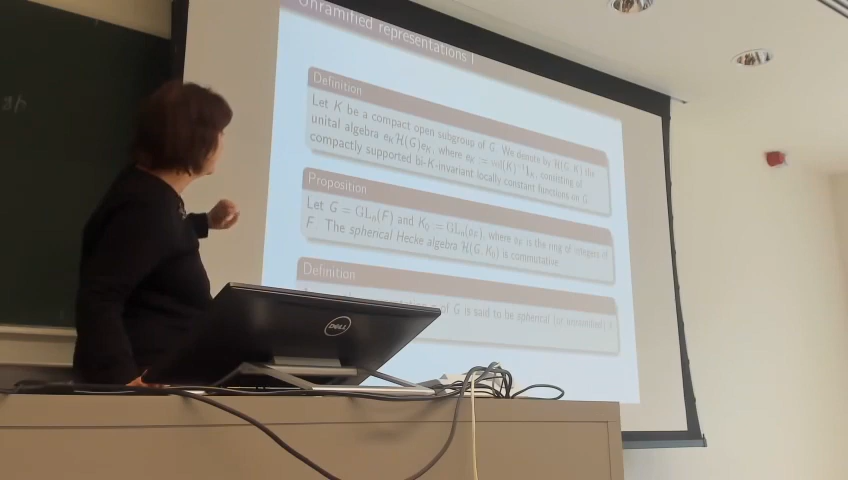 Unramified representations I
Definition
Let K be a compact open subgroup of G. We denote by H(G, K) the
unital algebra e_K H(G)e_K, where e_K := vol(K)^{-1}1_K, consisting of
compactly supported bi-K-invariant locally constant functions on G.
Proposition
Let G = GL_n(F) and K_0 = GL_n(o_F), where o_F is the ring of integers of
F. The spherical Hecke algebra H(G, K_0) is commutative.
Definition
of G is said to be spherical (or unramified) if
DELL